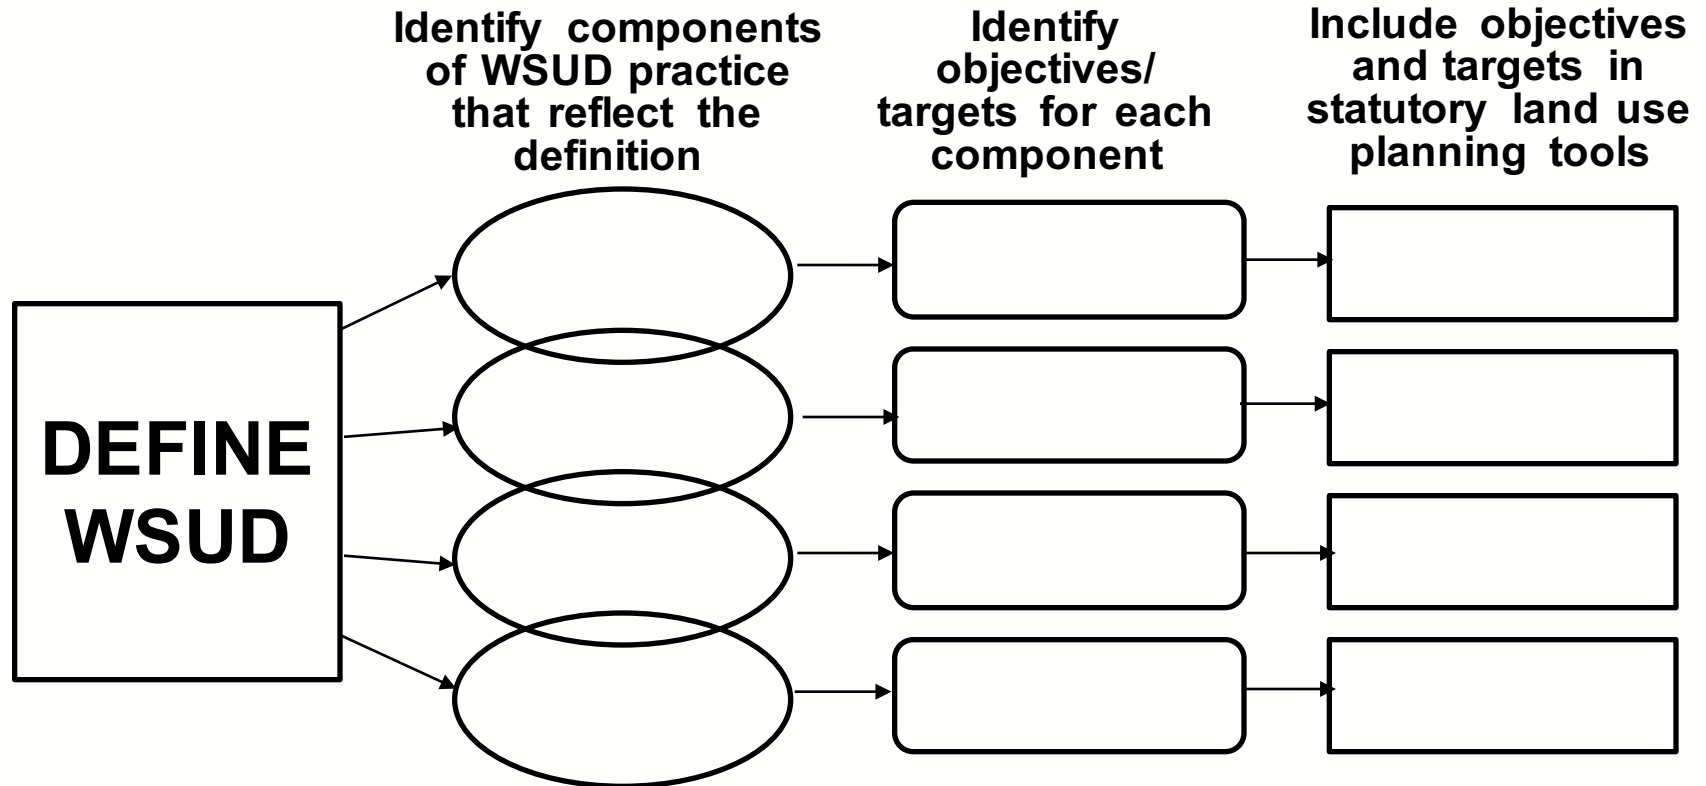 Identify components
of WSUD practice
that reflect the
definition
Identify
objectives/
targets for each
component
Include objectives
and targets in
statutory land use
planning tools
DEFINE
WSUD